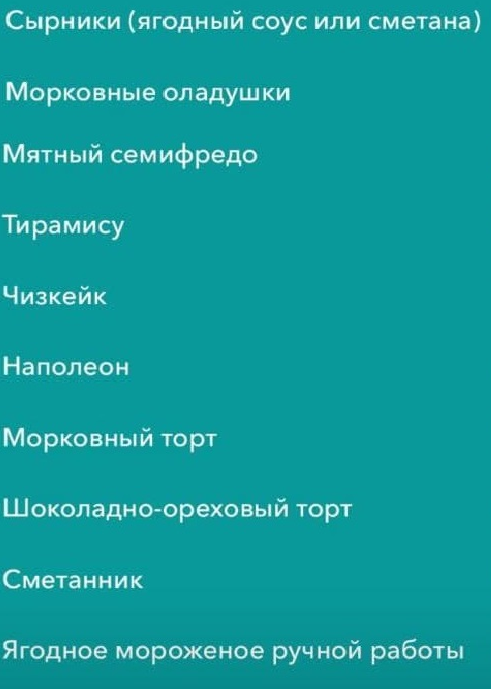 Сырники (ягодный соус или сметана)
Морковные оладушки
Мятный семифредо
Тирамису
Чизкейк
Наполеон
Морковный торт
Шоколадно-ореховый торт
Сметанник
Ягодное мороженое ручной работы